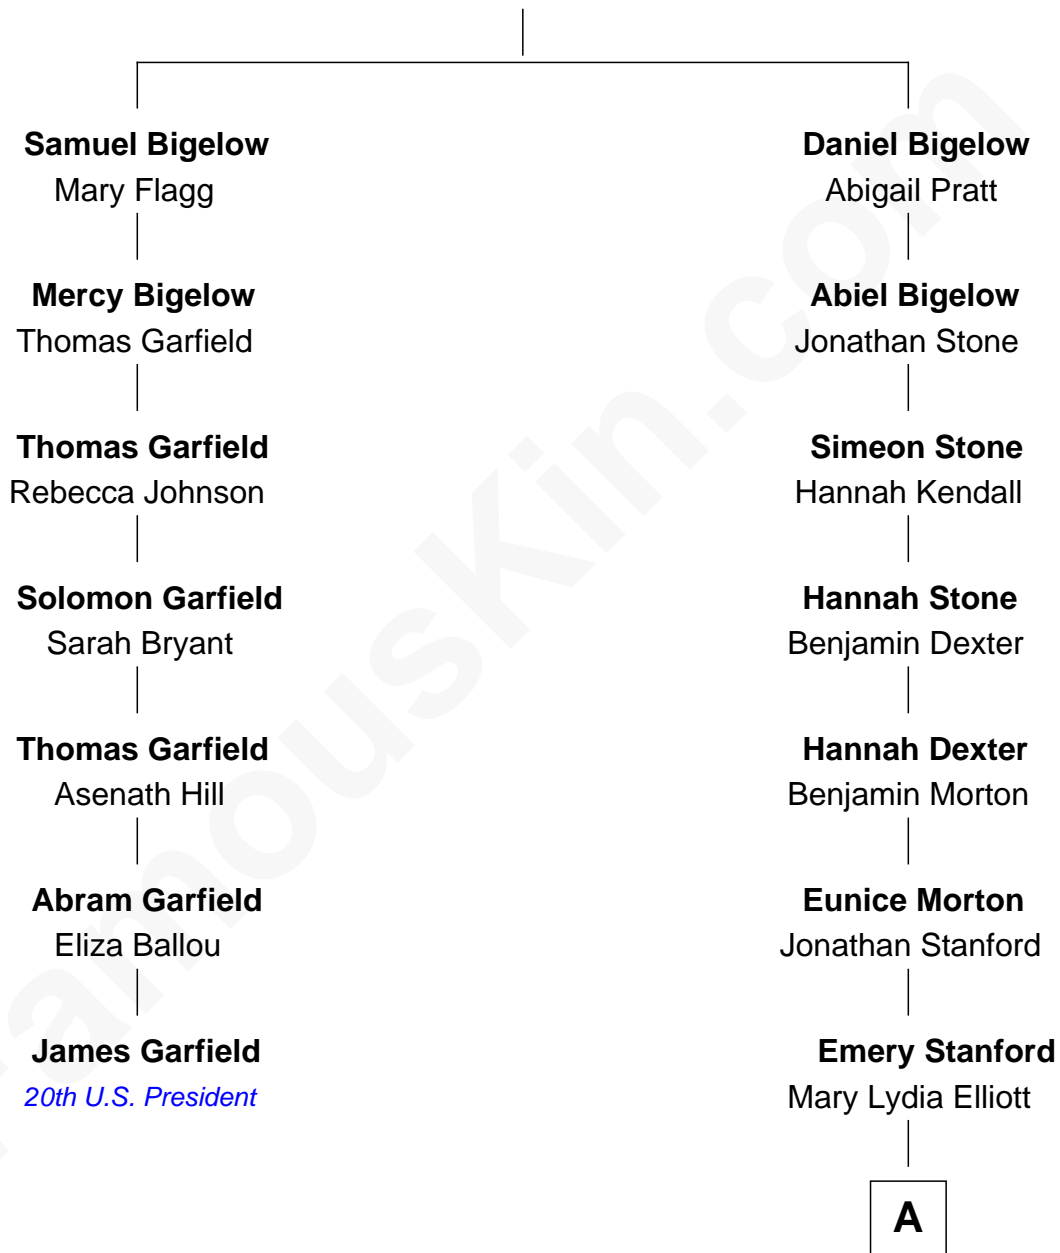 Samuel Bigelow
Mary Flagg
Daniel Bigelow
Abigail Pratt
Mercy Bigelow
Thomas Garfield
Abiel Bigelow
Jonathan Stone
Thomas Garfield
Rebecca Johnson
Simeon Stone
Hannah Kendall
Solomon Garfield
Sarah Bryant
Hannah Stone
Benjamin Dexter
Thomas Garfield
Asenath Hill
Hannah Dexter
Benjamin Morton
Abram Garfield
Eliza Ballou
Eunice Morton
Jonathan Stanford
James Garfield
20th U.S. President
Emery Stanford
Mary Lydia Elliott
A
FamousKin.com